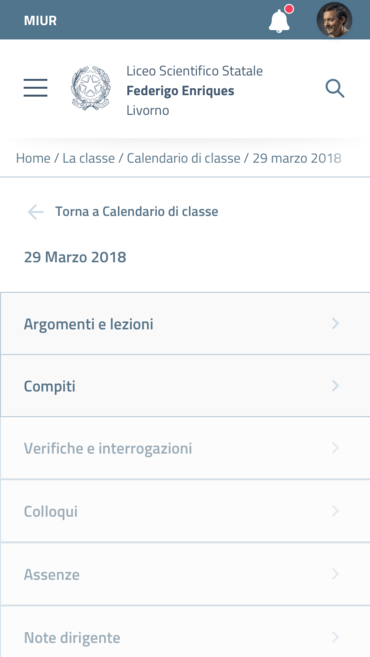 MIUR
Liceo Scientifico Statale
Federigo Enriques
Livorno
Home / La classe / Calendario di classe / 29 marzo 2018
Torna a Calendario di classe
29 Marzo 2018
Argomenti e lezioni
Compiti
Verifiche e interrogazioni
Colloqui
Assenze
Note dirigente